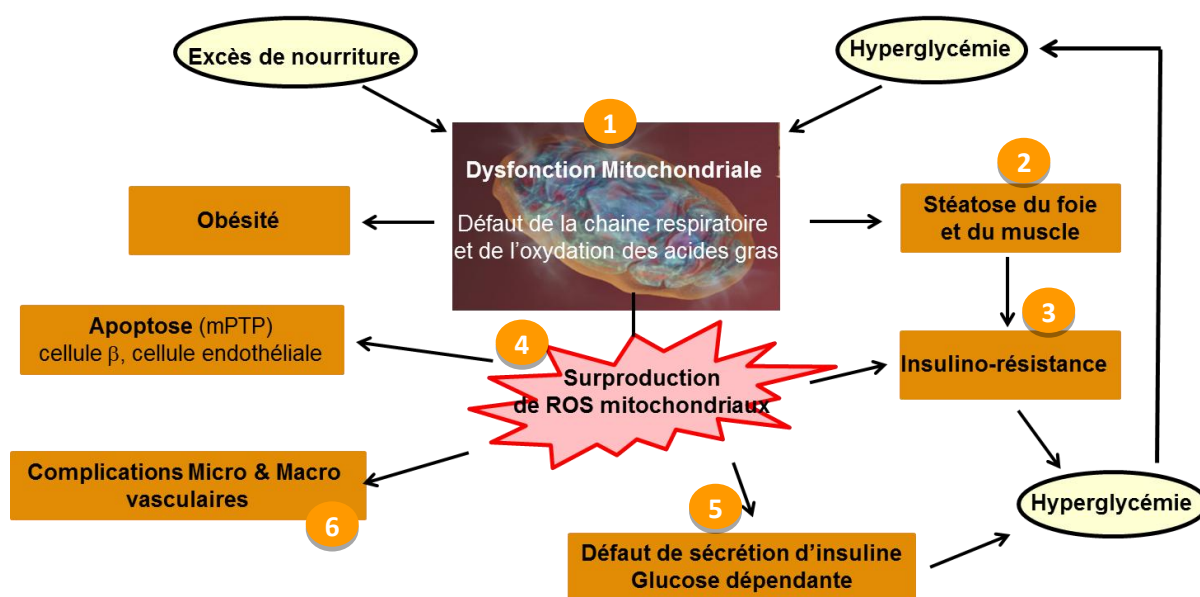 Excès de nourriture
Hyperglycémie
1
Dysfonction Mitochondriale
Défaut de la chaine respiratoire
et de l'oxydation des acides gras
Obésité
2
Stéatose du foie
et du muscle
Apoptose (mPTP)
cellule β, cellule endothéliale
4
Surproduction
de ROS mitochondriaux
3
Insulino-résistance
Complications Micro & Macro
vasculaires
6
5
Défaut de sécrétion d'insuline
Glucose dépendante
Hyperglycémie